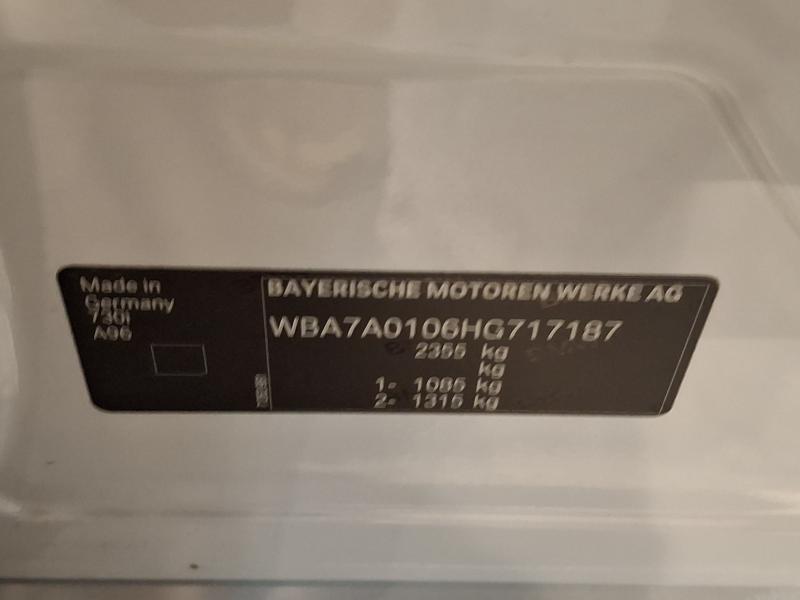 Made in
Germany
730i
A96
BAYERISCHE MOTOREN WERKE AG
WBA7A0106HG717187
2355 kg
kg
1- 1085 kg
2- 1315 kg